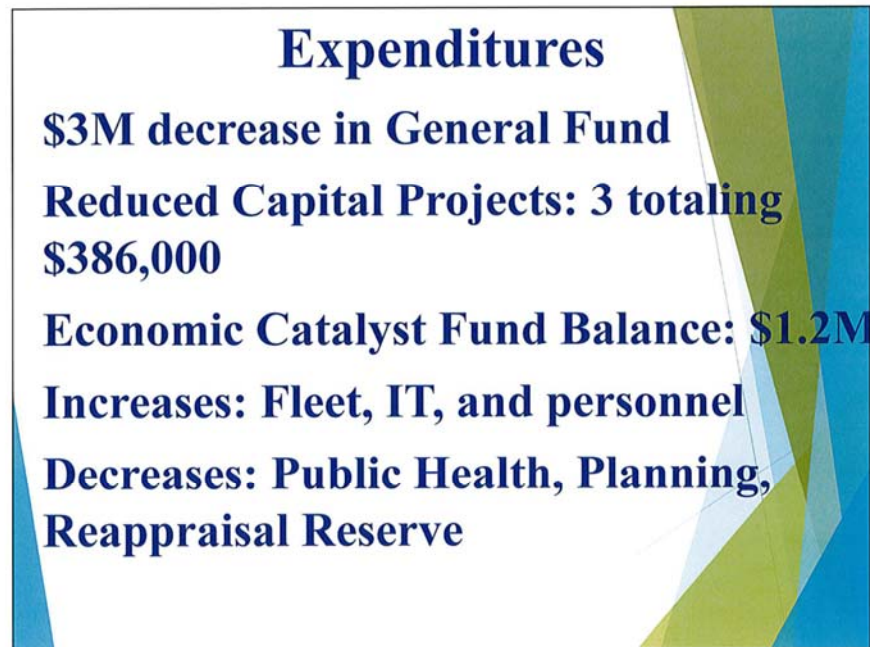 Expenditures
$3M decrease in General Fund
Reduced Capital Projects: 3 totaling
$386,000
Economic Catalyst Fund Balance: $1.2M
Increases: Fleet, IT, and personnel
Decreases: Public Health, Planning,
Reappraisal Reserve